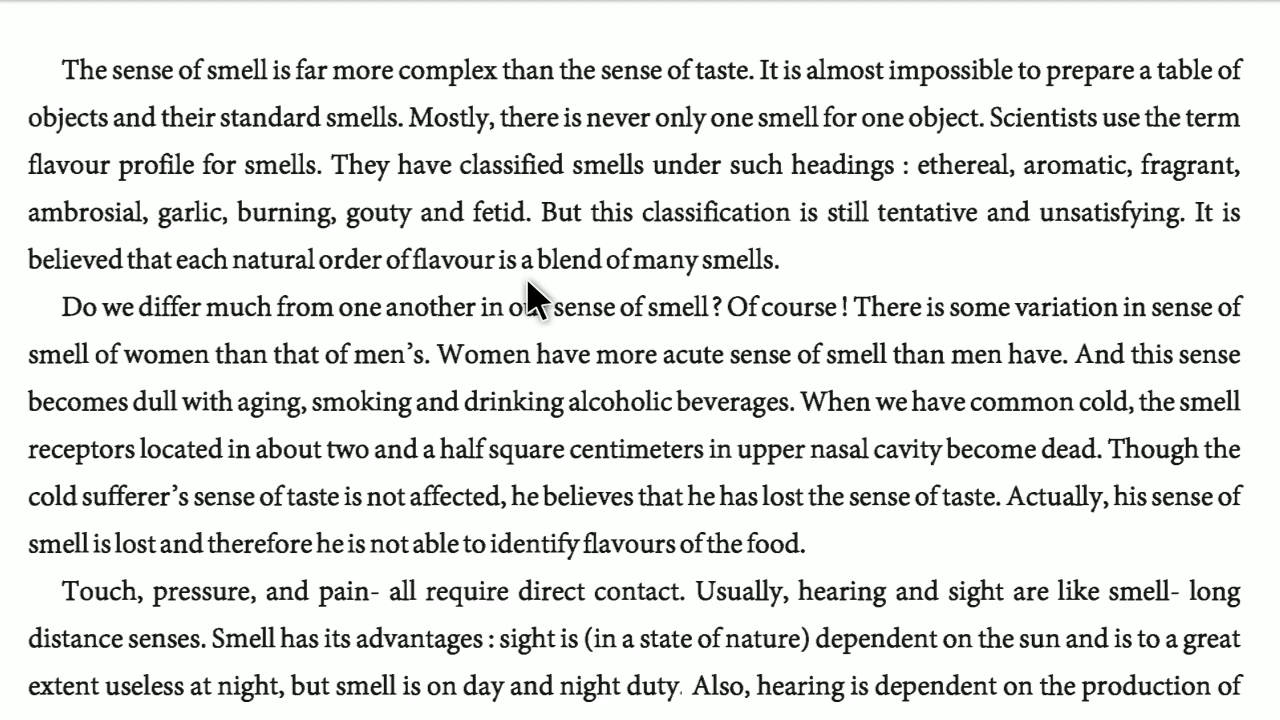 The sense of smell is far more complex than the sense of taste. It is almost impossible to prepare a table of
objects and their standard smells. Mostly, there is never only one smell for one object. Scientists use the term
flavour profile for smells. They have classified smells under such headings : ethereal, aromatic, fragrant,
ambrosial, garlic, burning, gouty and fetid. But this classification is still tentative and unsatisfying. It is
believed that each natural order of flavour is a blend of many smells.
Do we differ much from one another in sense of smell ? Of course ! There is some variation in sense of
smell of women than that of men’s. Women have more acute sense of smell than men have. And this sense
becomes dull with aging, smoking and drinking alcoholic beverages. When we have common cold, the smell
receptors located in about two and a half square centimeters in upper nasal cavity become dead. Though the
cold sufferer’s sense of taste is not affected, he believes that he has lost the sense of taste. Actually, his sense of
smell is lost and therefore he is not able to identify flavours of the food.
Touch, pressure, and pain- all require direct contact. Usually, hearing and sight are like smell- long
distance senses. Smell has its advantages : sight is (in a state of nature) dependent on the sun and is to a great
extent useless at night, but smell is on day and night duty. Also, hearing is dependent on the production of